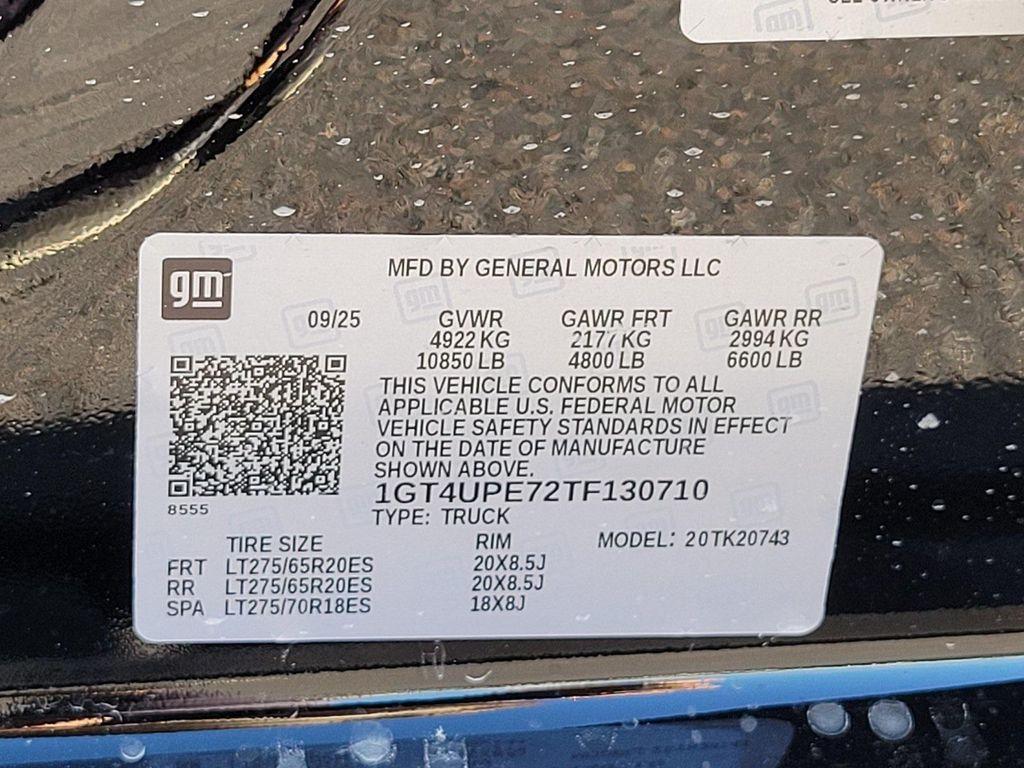 gm
MFD BY GENERAL MOTORS LLC
09/25 GVWR GAWR FRT GAWR RR
4922 KG 2177 KG 2994 KG
10850 LB 4800 LB 6600 LB
THIS VEHICLE CONFORMS TO ALL
APPLICABLE U.S. FEDERAL MOTOR
VEHICLE SAFETY STANDARDS IN EFFECT
ON THE DATE OF MANUFACTURE
SHOWN ABOVE.
8555
1GT4UPE72TF130710
TYPE: TRUCK
TIRE SIZE RIM MODEL: 20TK20743
FRT LT275/65R20ES 20X8.5J
RR LT275/65R20ES 20X8.5J
SPA LT275/70R18ES 18X8J